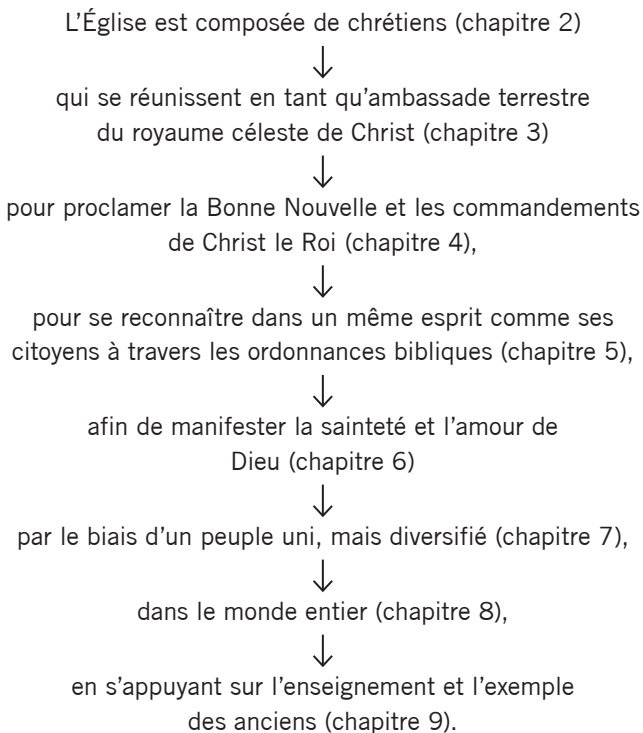 L’Église est composée de chrétiens (chapitre 2)
↓
qui se réunissent en tant qu’ambassade terrestre
du royaume céleste de Christ (chapitre 3)
↓
pour proclamer la Bonne Nouvelle et les commandements
de Christ le Roi (chapitre 4),
↓
pour se reconnaître dans un même esprit comme ses
citoyens à travers les ordonnances bibliques (chapitre 5),
↓
afin de manifester la sainteté et l’amour de
Dieu (chapitre 6)
↓
par le biais d’un peuple uni, mais diversifié (chapitre 7),
↓
dans le monde entier (chapitre 8),
↓
en s’appuyant sur l’enseignement et l’exemple
des anciens (chapitre 9).